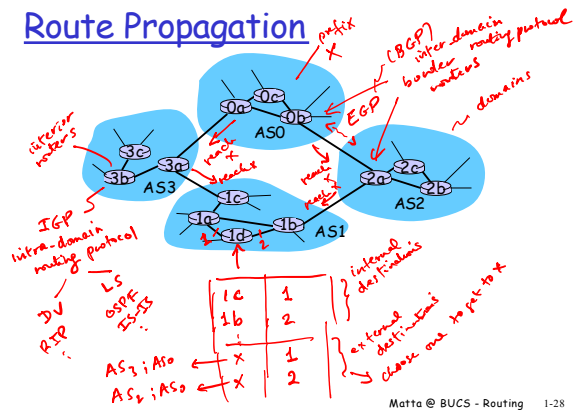 Route Propagation
prefix
X
(BGP)
inter-domain
border routing protocol
routers
EGP
0c
0a
0b
AS0
~ domains
interior
routers
3c
3b
3a
AS3
reach
X
reach X
reach
X
reach X
2c
2a
2b
AS2
1c
1a
1b
1d
AS1
1
2
IGP
intra-domain
routing protocol
DV
RIP
:
LS
OSPF
IS-IS
:
1c 1
1b 2
:
internal
destinations
X 1
X 2
AS3; AS0
AS2; AS0
external
destinations
choose one to get to X
Matta @ BUCS - Routing 1-28